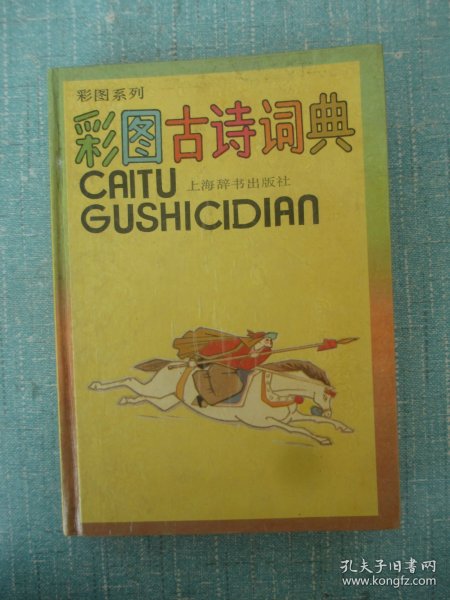 彩图系列
彩图古诗词典
CAITU 上海辞书出版社
GUSHICIDIAN
孔夫子旧书网
www.kongfz.com